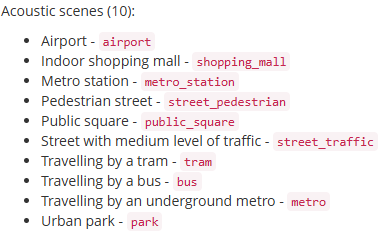 Acoustic scenes (10):
• Airport - airport
• Indoor shopping mall - shopping_mall
• Metro station - metro_station
• Pedestrian street - street_pedestrian
• Public square - public_square
• Street with medium level of traffic - street_traffic
• Travelling by a tram - tram
• Travelling by a bus - bus
• Travelling by an underground metro - metro
• Urban park - park